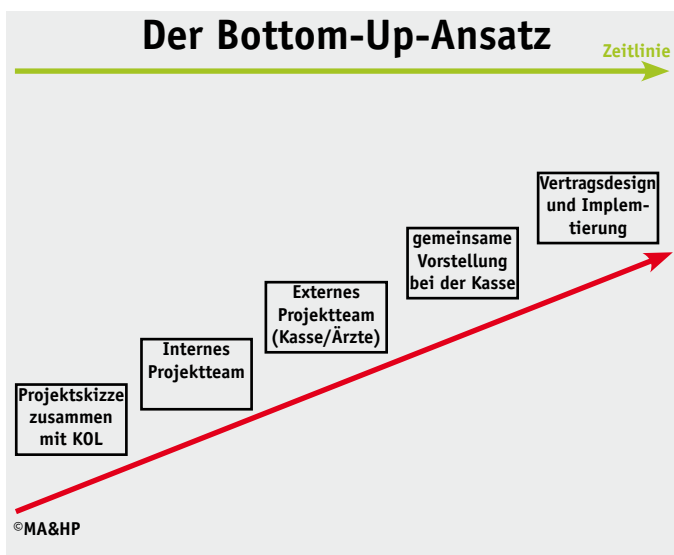 Der Bottom-Up-Ansatz
Zeitlinie
Vertragsdesign
und Implem-
tierung
gemeinsame
Vorstellung
bei der Kasse
Externes
Projektteam
(Kasse/Ärzte)
Internes
Projektteam
Projektskizze
zusammen
mit KOL
©MA&HP